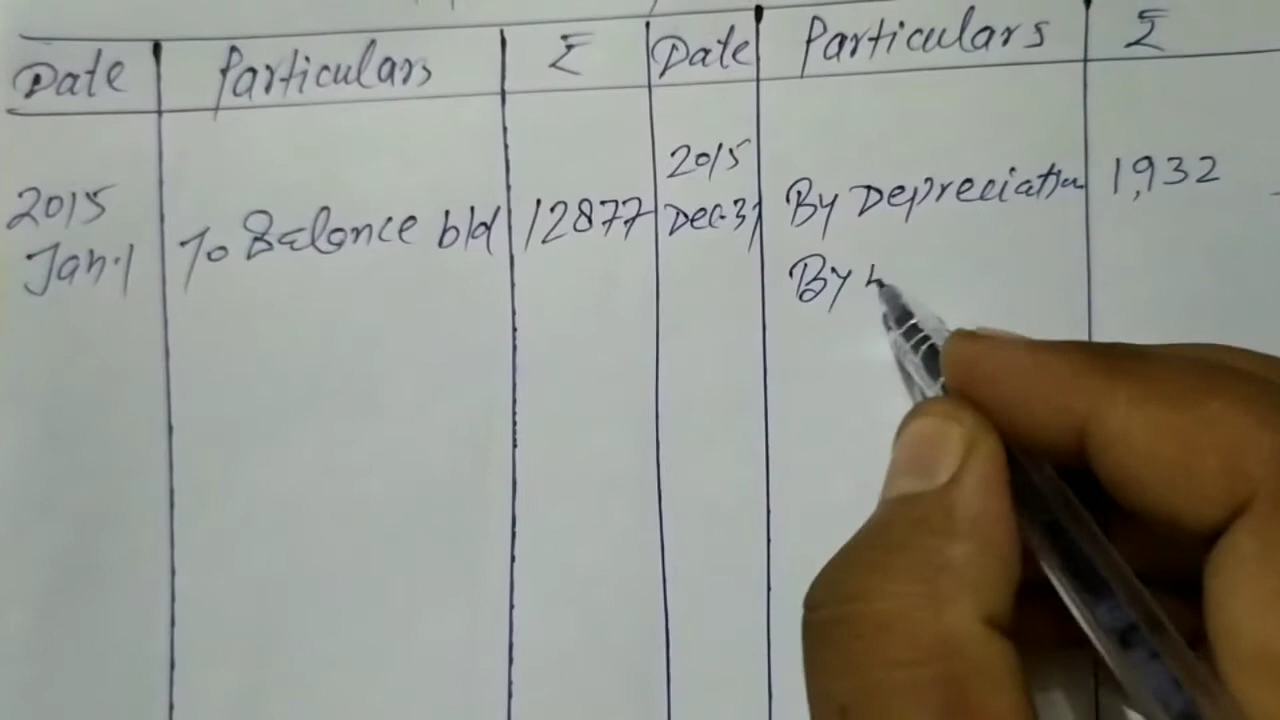 Date Particulars ₹ Date Particulars ₹
2015
Jan.1 To Balance b/d 12877
2015
Dec.31 By Depreciation 1,932
By